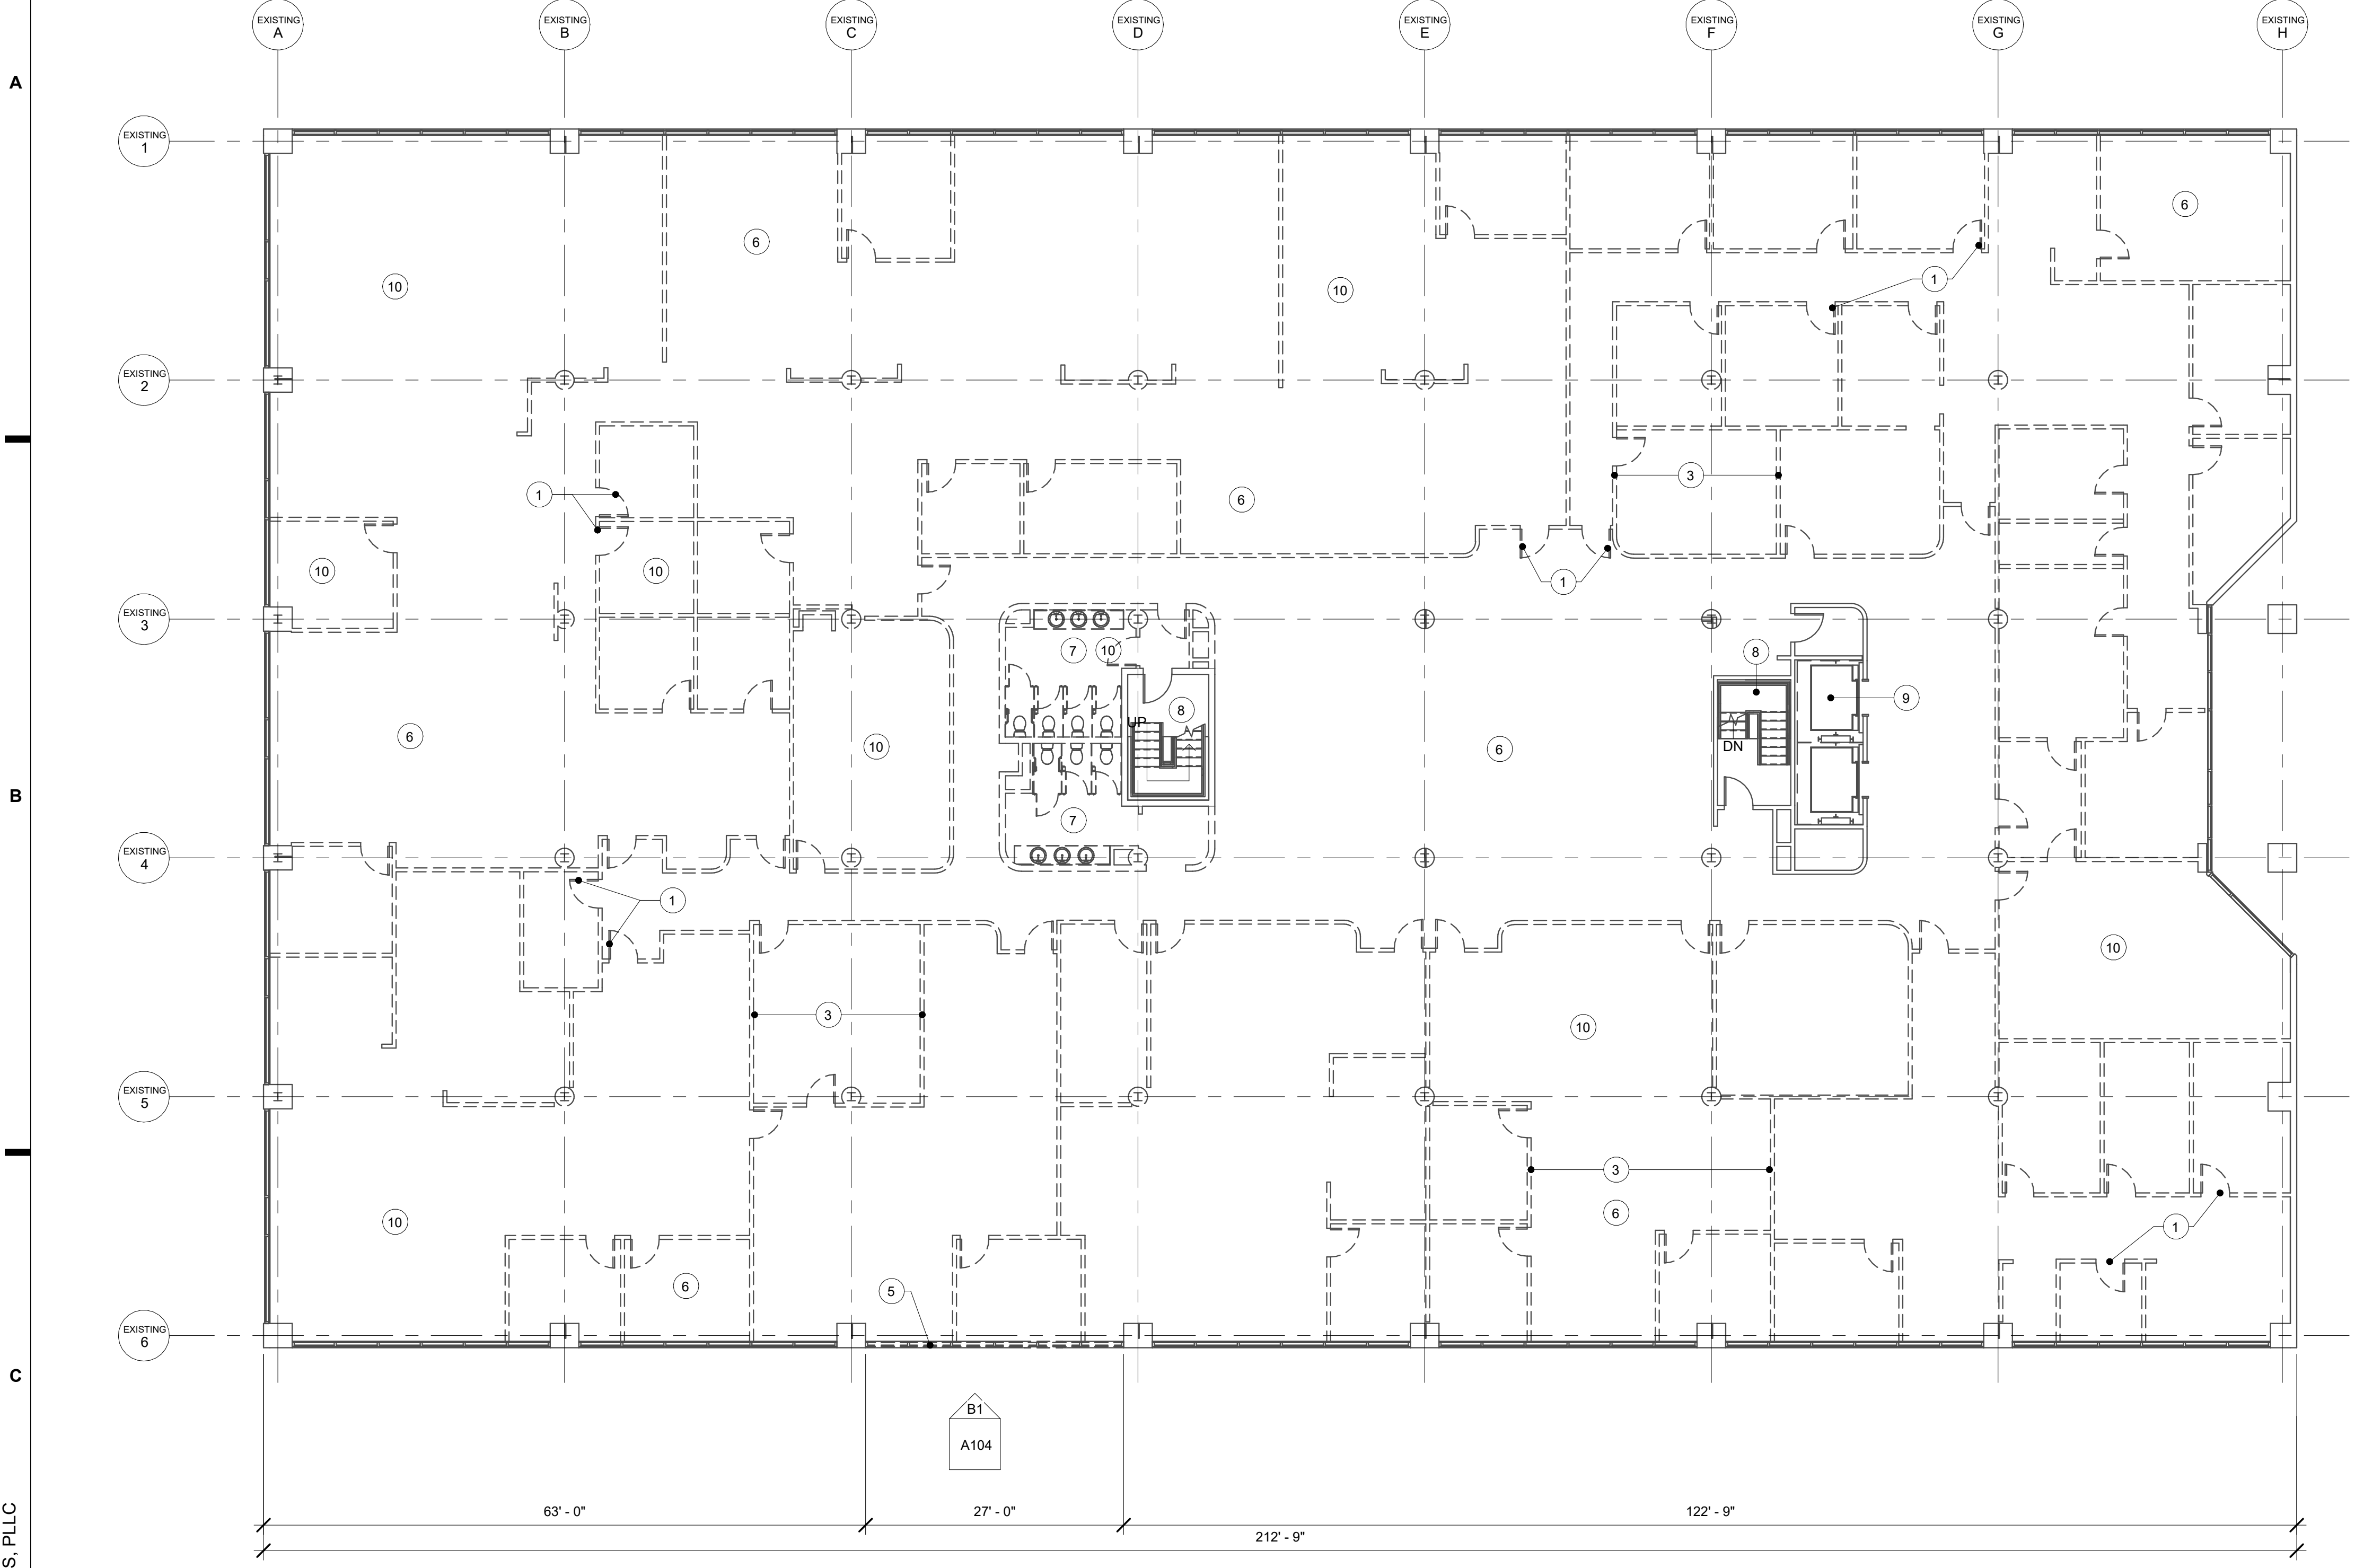 EXISTING
A
EXISTING
B
EXISTING
C
EXISTING
D
EXISTING
E
EXISTING
F
EXISTING
G
EXISTING
H
A
EXISTING
1
6
6
10
1
10
EXISTING
2
3
1
6
10
10
1
EXISTING
3
7
10
8
9
8
UP
6
10
6
DN
B
7
EXISTING
4
1
10
3
10
EXISTING
5
3
6
10
1
6
5
EXISTING
6
C
B1
A104
63' - 0"
27' - 0"
122' - 9"
212' - 9"
S, PLLC